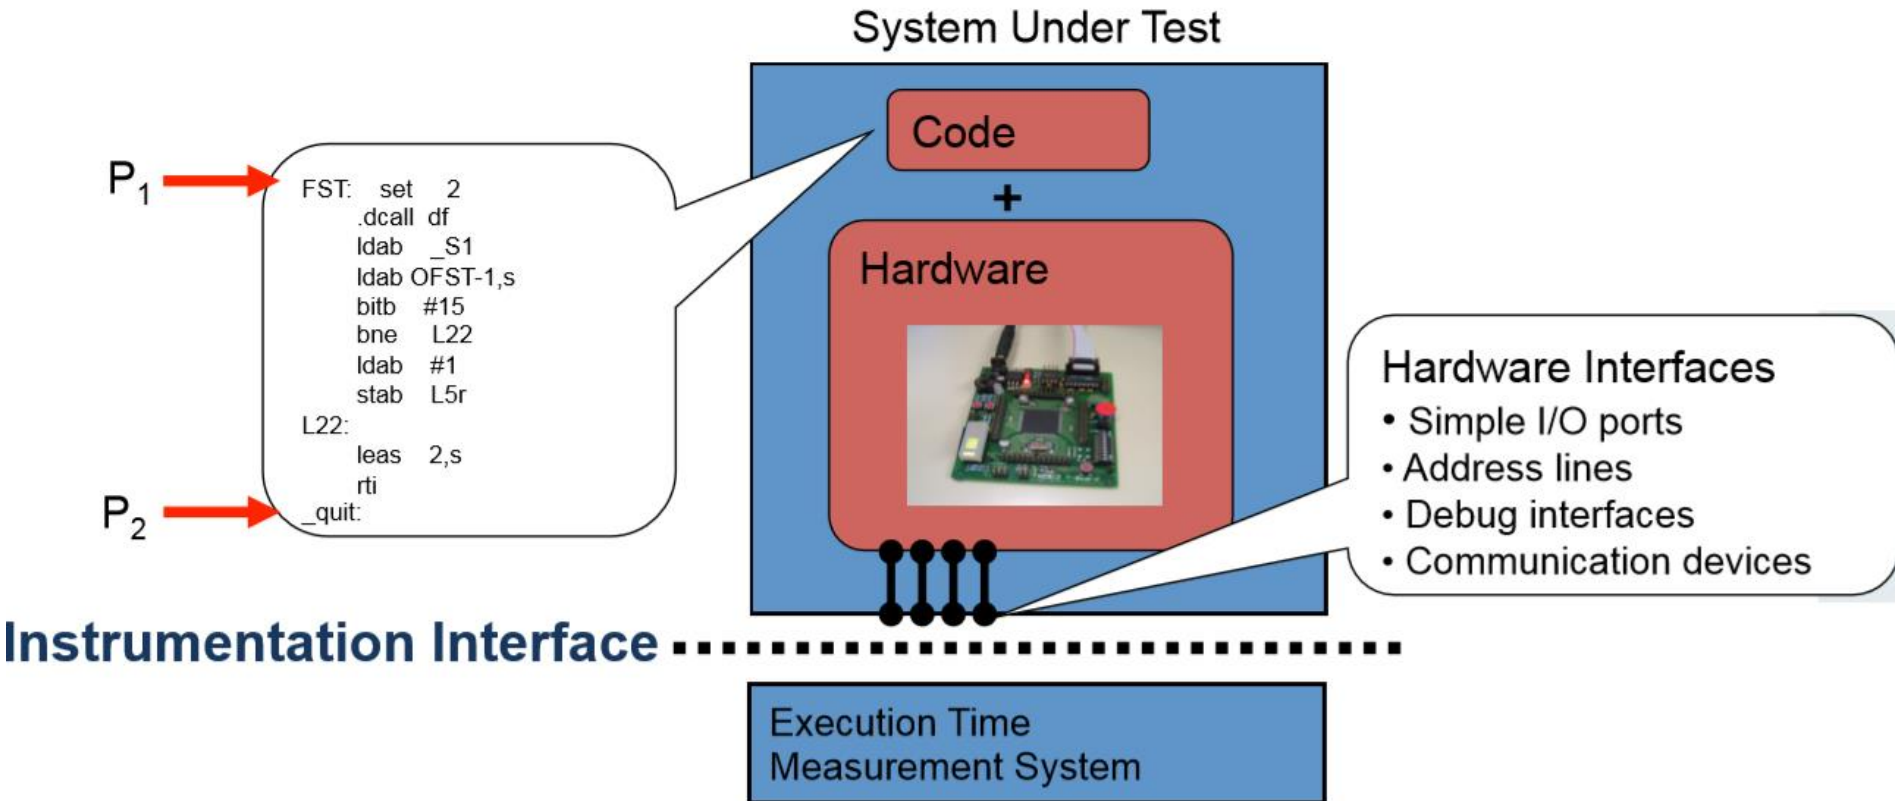 System Under Test
Code
+
Hardware
P1
FST: set 2
.dcall df
ldab _S1
ldab OFST-1,s
bitb #15
bne L22
ldab #1
stab L5r
L22:
leas 2,s
rti
_quit:
P2
Hardware Interfaces
• Simple I/O ports
• Address lines
• Debug interfaces
• Communication devices
Instrumentation Interface
Execution Time
Measurement System